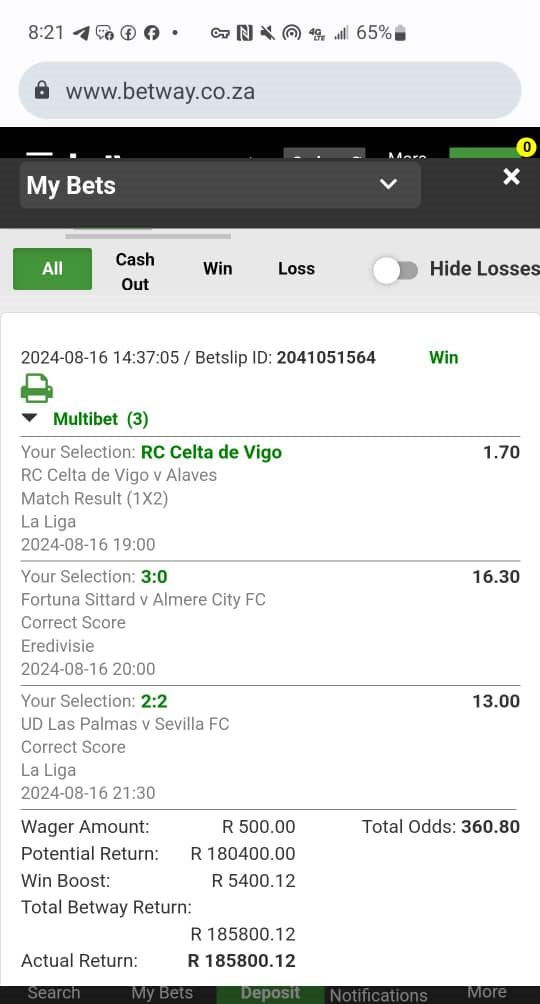 8:21
4G
LTE
65%
www.betway.co.za
0
More
My Bets
×
All
Cash
Out
Win
Loss
Hide Losses
2024-08-16 14:37:05 / Betslip ID: 2041051564 Win
Multibet (3)
Your Selection: RC Celta de Vigo 1.70
RC Celta de Vigo v Alaves
Match Result (1X2)
La Liga
2024-08-16 19:00
Your Selection: 3:0 16.30
Fortuna Sittard v Almere City FC
Correct Score
Eredivisie
2024-08-16 20:00
Your Selection: 2:2 13.00
UD Las Palmas v Sevilla FC
Correct Score
La Liga
2024-08-16 21:30
Wager Amount: R 500.00 Total Odds: 360.80
Potential Return: R 180400.00
Win Boost: R 5400.12
Total Betway Return:
R 185800.12
Actual Return: R 185800.12
Search My Bets Deposit Notifications More